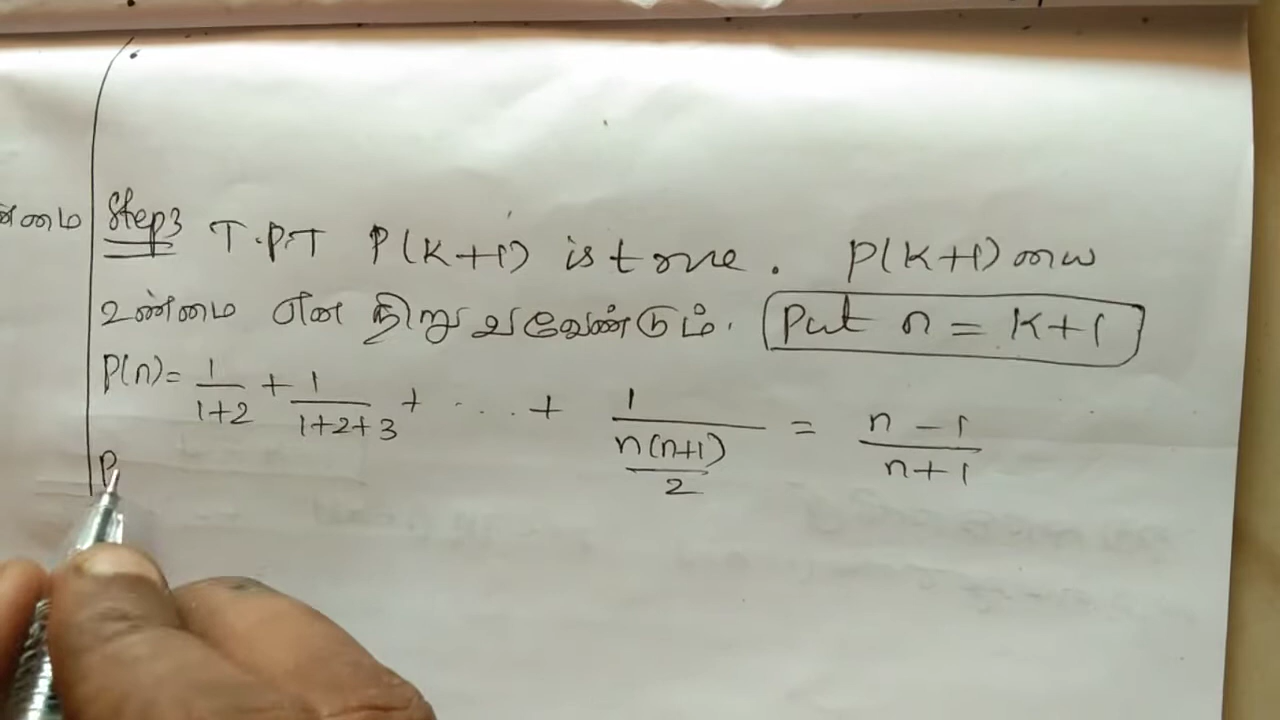 ன்மை
Step3 T.P.T P(K+1) is true. P(K+1) னை
உண்மை என நிறுவவேண்டும். Put n = K+1
P(n) = 1/(1+2) + 1/(1+2+3) + .... + 1/(n(n+1)/2) = (n-1)/(n+1)
P